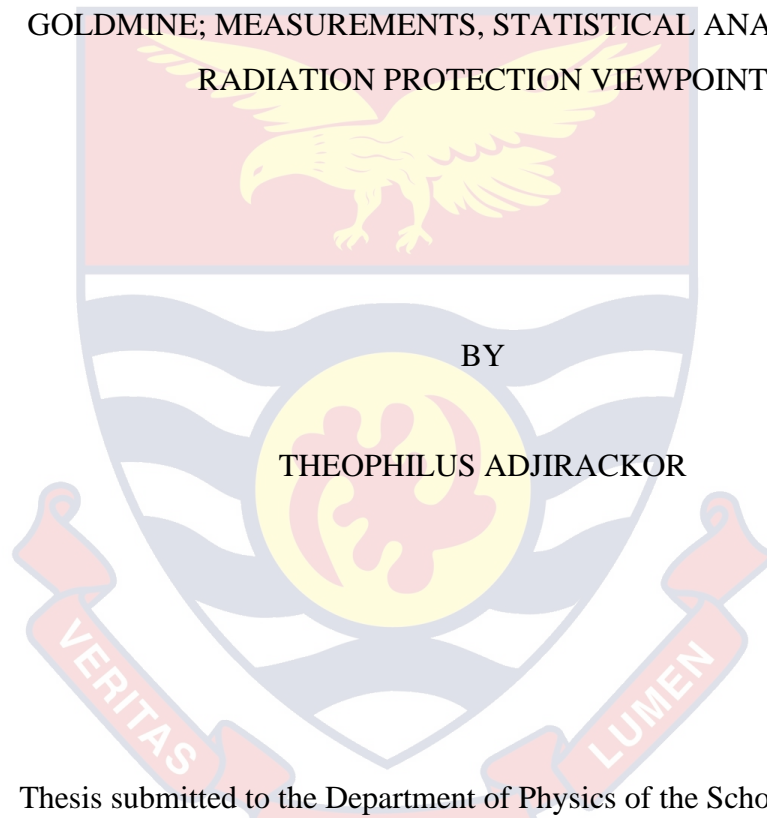 GOLDMINE; MEASUREMENTS, STATISTICAL ANA
RADIATION PROTECTION VIEWPOINT
BY
THEOPHILUS ADJIRACKOR
VERITAS
LUMEN
Thesis submitted to the Department of Physics of the Scho